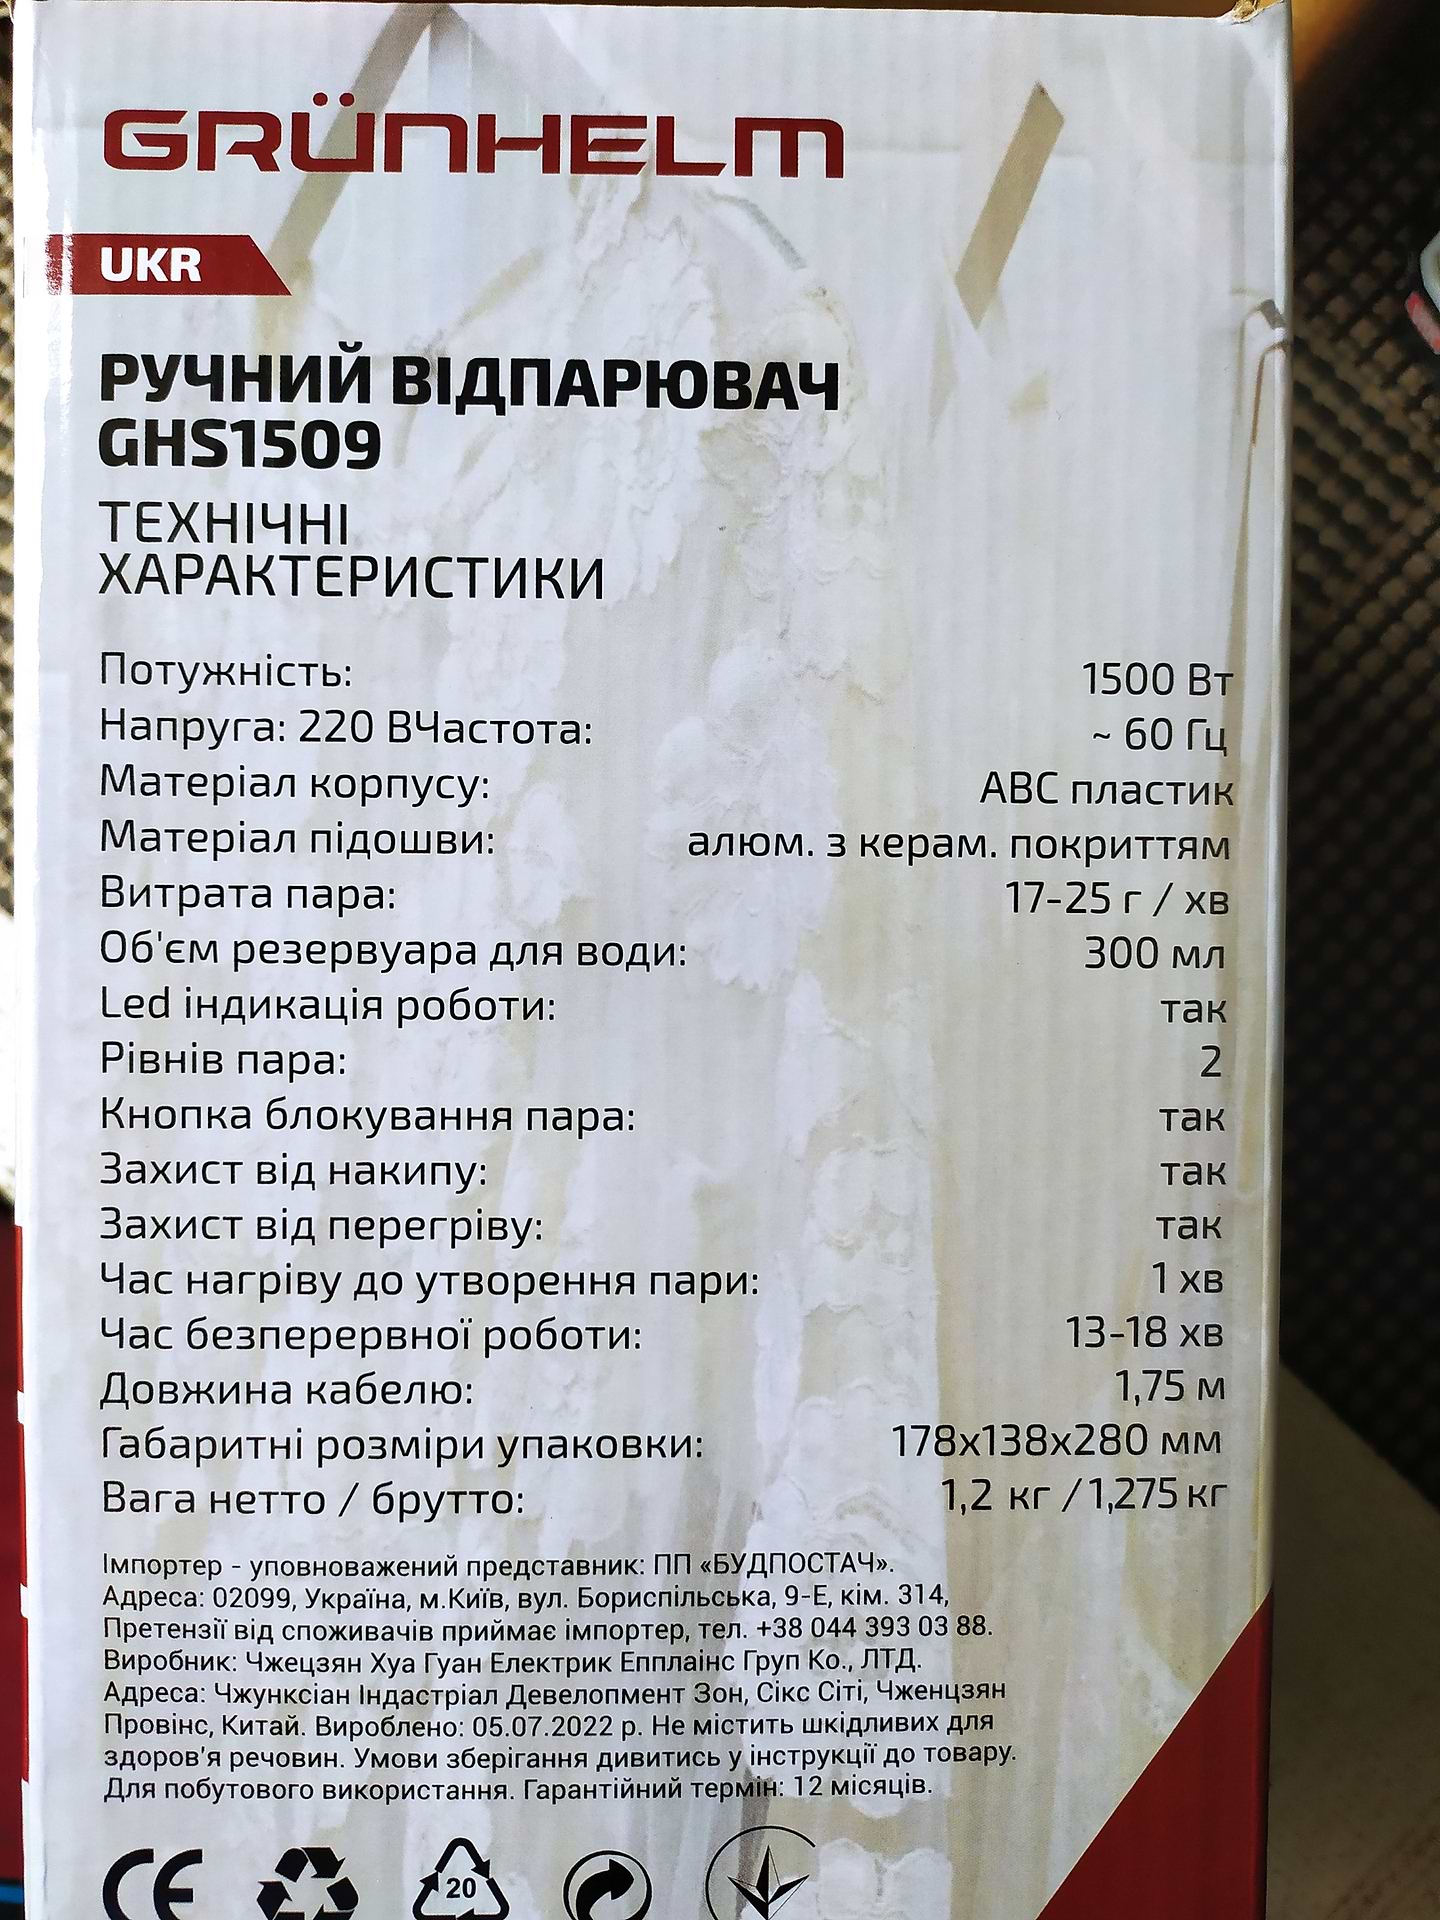 GRÜNHELM
UKR
РУЧНИЙ ВІДПАРЮВАЧ
GHS1509
ТЕХНІЧНІ
ХАРАКТЕРИСТИКИ
Потужність: 1500 Вт
Напруга: 220 ВЧастота: ~ 60 Гц
Матеріал корпусу: АВС пластик
Матеріал підошви: алюм. з керам. покриттям
Витрата пара: 17-25 г / хв
Об'єм резервуара для води: 300 мл
Led індикація роботи: так
Рівнів пара: 2
Кнопка блокування пара: так
Захист від накипу: так
Захист від перегріву: так
Час нагріву до утворення пари: 1 хв
Час безперервної роботи: 13-18 хв
Довжина кабелю: 1,75 м
Габаритні розміри упаковки: 178х138х280 мм
Вага нетто / брутто: 1,2 кг / 1,275 кг
Імпортер - уповноважений представник: ПП «БУДПОСТАЧ».
Адреса: 02099, Україна, м.Київ, вул. Бориспільська, 9-Е, кім. 314,
Претензії від споживачів приймає імпортер, тел. +38 044 393 03 88.
Виробник: Чжецзян Хуа Гуан Електрик Епплаінс Груп Ко., ЛТД.
Адреса: Чжунксіан Індастріал Девелопмент Зон, Сікс Сіті, Чженцзян
Провінс, Китай. Вироблено: 05.07.2022 р. Не містить шкідливих для
здоров'я речовин. Умови зберігання дивитись у інструкції до товару.
Для побутового використання. Гарантійний термін: 12 місяців.
CE 20